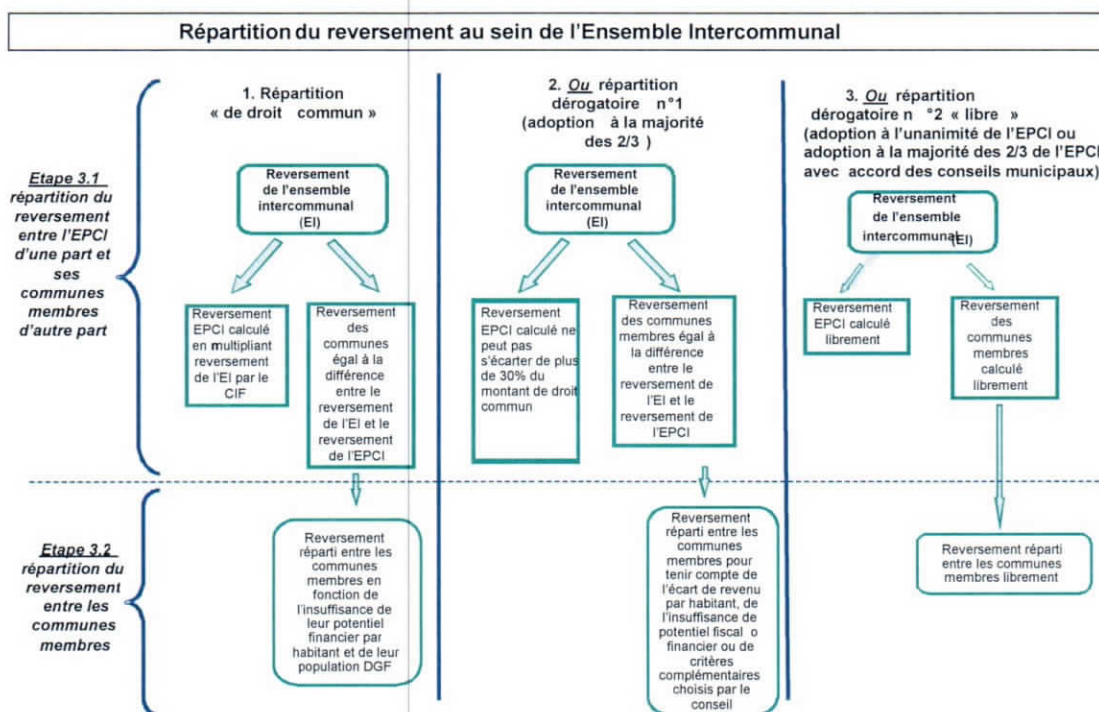 Répartition du reversement au sein de l'Ensemble Intercommunal
1. Répartition
« de droit commun »
2. Ou répartition
dérogatoire n°1
(adoption à la majorité
des 2/3 )
3. Ou répartition
dérogatoire n °2 « libre »
(adoption à l'unanimité de l'EPCI ou
adoption à la majorité des 2/3 de l'EPCI
avec accord des conseils municipaux)
Etape 3.1
répartition du
reversement
entre l'EPCI
d'une part et
ses
communes
membres
d'autre part
Reversement
de l'ensemble
intercommunal
(EI)
Reversement
EPCI calculé
en multipliant
reversement
de l'EI par le
CIF
Reversement
des
communes
égal à la
différence
entre le
reversement
de l'EI et le
reversement
de l'EPCI
Reversement
de l'ensemble
intercommunal
(EI)
Reversement
EPCI calculé ne
peut pas
s'écarter de plus
de 30% du
montant de droit
commun
Reversement
des communes
membres égal à
la différence
entre le
reversement de
l'EI et le
reversement de
l'EPCI
Reversement
de l'ensemble
intercommunal (EI)
Reversement
EPCI calculé
librement
Reversement
des
communes
membres
calculé
librement
Etape 3.2
répartition du
reversement
entre les
communes
membres
Reversement
réparti entre les
communes
membres en
fonction de
l'insuffisance de
leur potentiel
financier par
habitant et de leur
population DGF
Reversement
réparti entre les
communes
membres pour
tenir compte de
l'écart de revenu
par habitant, de
l'insuffisance de
potentiel fiscal o
financier ou de
critères
complémentaires
choisis par le
conseil
Reversement réparti
entre les communes
membres librement